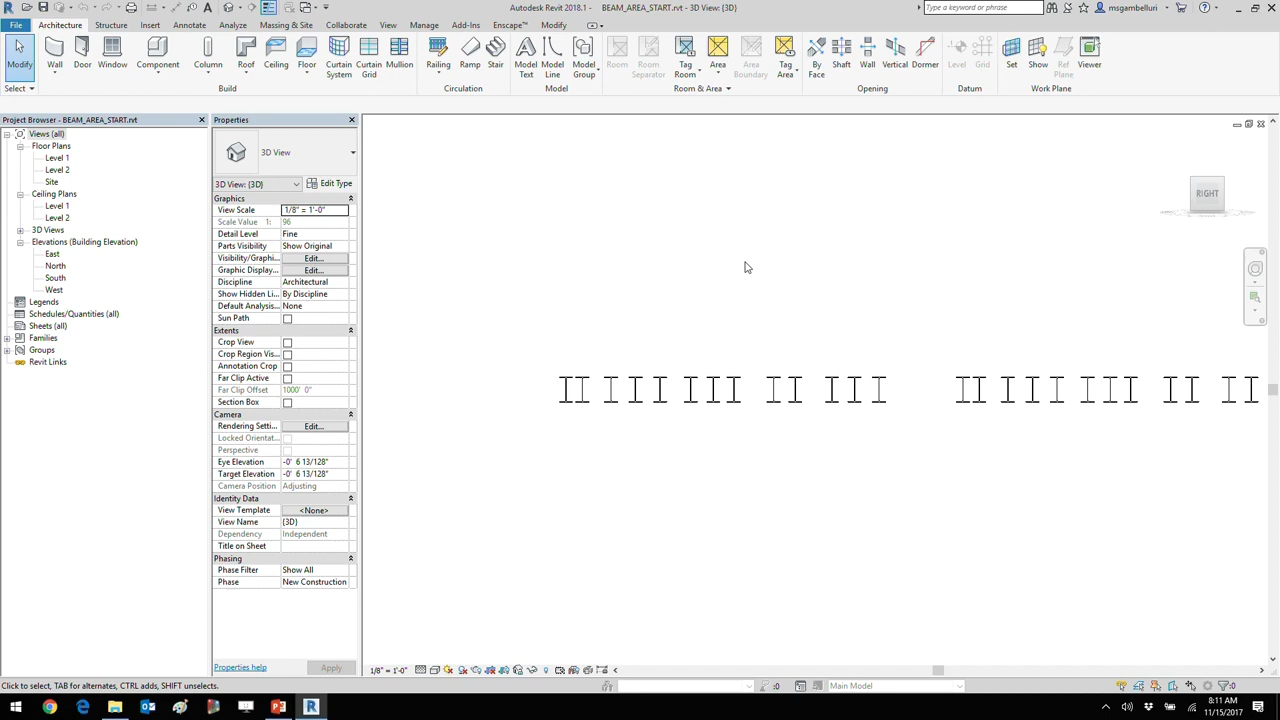 Autodesk Revit 2018.1 -     BEAM_AREA_START.rvt - 3D View: {3D}
Type a keyword or phrase
msgambelluri
File
Architecture
Structure
Insert
Annotate
Analyze
Massing & Site
Collaborate
View
Manage
Add-Ins
Enscape™
Modify
Modify
Wall
Door
Window
Component
Column
Roof
Ceiling
Floor
Curtain System
Curtain Grid
Mullion
Railing
Ramp
Stair
Model Text
Model Line
Model Group
Room
Room Separator
Tag Room
Area
Area Boundary
Tag Area
By Face
Shaft
Wall
Vertical
Dormer
Level
Grid
Set
Show
Ref Plane
Viewer
Select
Build
Circulation
Model
Room & Area
Opening
Datum
Work Plane
Project Browser - BEAM_AREA_START.rvt
Views (all)
Floor Plans
Level 1
Level 2
Site
Ceiling Plans
Level 1
Level 2
3D Views
Elevations (Building Elevation)
East
North
South
West
Legends
Schedules/Quantities (all)
Sheets (all)
Families
Groups
Revit Links
Properties
3D View
3D View: {3D}
Edit Type
Graphics
View Scale 1/8" = 1'-0"
Scale Value 1: 96
Detail Level Fine
Parts Visibility Show Original
Visibility/Graphi... Edit...
Graphic Display... Edit...
Discipline Architectural
Show Hidden Li... By Discipline
Default Analysis... None
Sun Path
Extents
Crop View
Crop Region Vis...
Annotation Crop
Far Clip Active
Far Clip Offset 1000' 0"
Section Box
Camera
Rendering Setti... Edit...
Locked Orientat...
Perspective
Eye Elevation -0' 6 13/128"
Target Elevation -0' 6 13/128"
Camera Position Adjusting
Identity Data
View Template <None>
View Name {3D}
Dependency Independent
Title on Sheet
Phasing
Phase Filter Show All
Phase New Construction
Properties help
Apply
RIGHT
1/8" = 1'-0"
Click to select, TAB for alternates, CTRL adds, SHIFT unselects.
:0
Main Model
:0
8:11 AM
11/15/2017